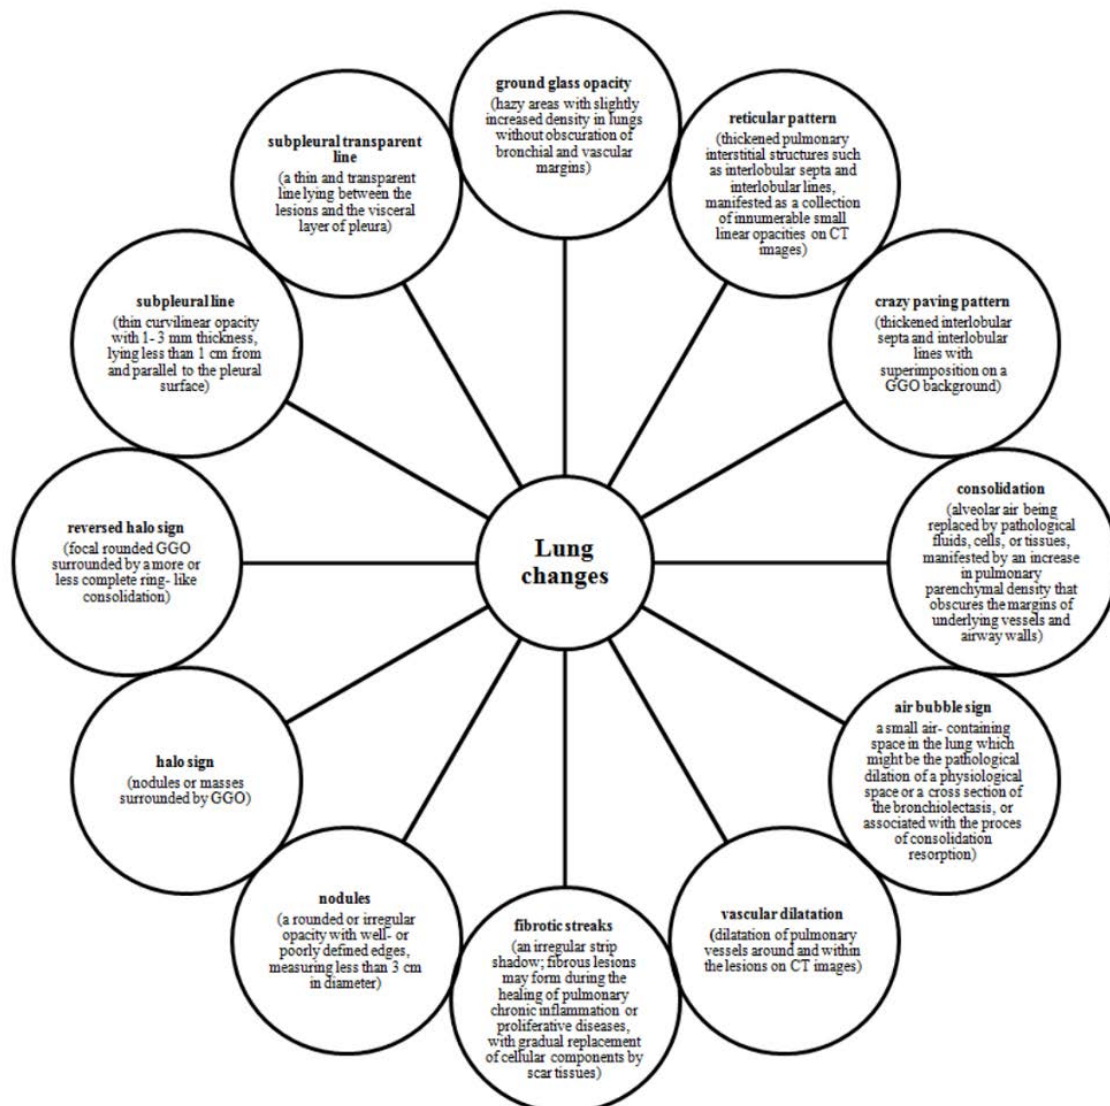 ground glass opacity
(hazy areas with slightly
increased density in lungs
without obscuration of
bronchial and vascular
margins)
reticular pattern
(thickened pulmonary
interstitial structures such
as interlobular septa and
interlobular lines,
manifested as a collection
of innumerable small
linear opacities on CT
images)
crazy paving pattern
(thickened interlobular
septa and interlobular
lines with
superimposition on a
GGO background)
consolidation
(alveolar air being
replaced by pathological
fluids, cells, or tissues,
manifested by an increase
in pulmonary
parenchymal density that
obscures the margins of
underlying vessels and
airway walls)
air bubble sign
a small air- containing
space in the lung which
might be the pathological
dilation of a physiological
space or a cross section of
the bronchiolectasis, or
associated with the proces
of consolidation
resorption)
vascular dilatation
(dilatation of pulmonary
vessels around and within
the lesions on CT images)
fibrotic streaks
(an irregular strip
shadow; fibrous lesions
may form during the
healing of pulmonary
chronic inflammation or
proliferative diseases,
with gradual replacement
of cellular components by
scar tissues)
nodules
(a rounded or irregular
opacity with well- or
poorly defined edges,
measuring less than 3 cm
in diameter)
halo sign
(nodules or masses
surrounded by GGO)
reversed halo sign
(focal rounded GGO
surrounded by a more or
less complete ring- like
consolidation)
subpleural line
(thin curvilinear opacity
with 1- 3 mm thickness,
lying less than 1 cm from
and parallel to the pleural
surface)
subpleural transparent
line
(a thin and transparent
line lying between the
lesions and the visceral
layer of pleura)
Lung
changes